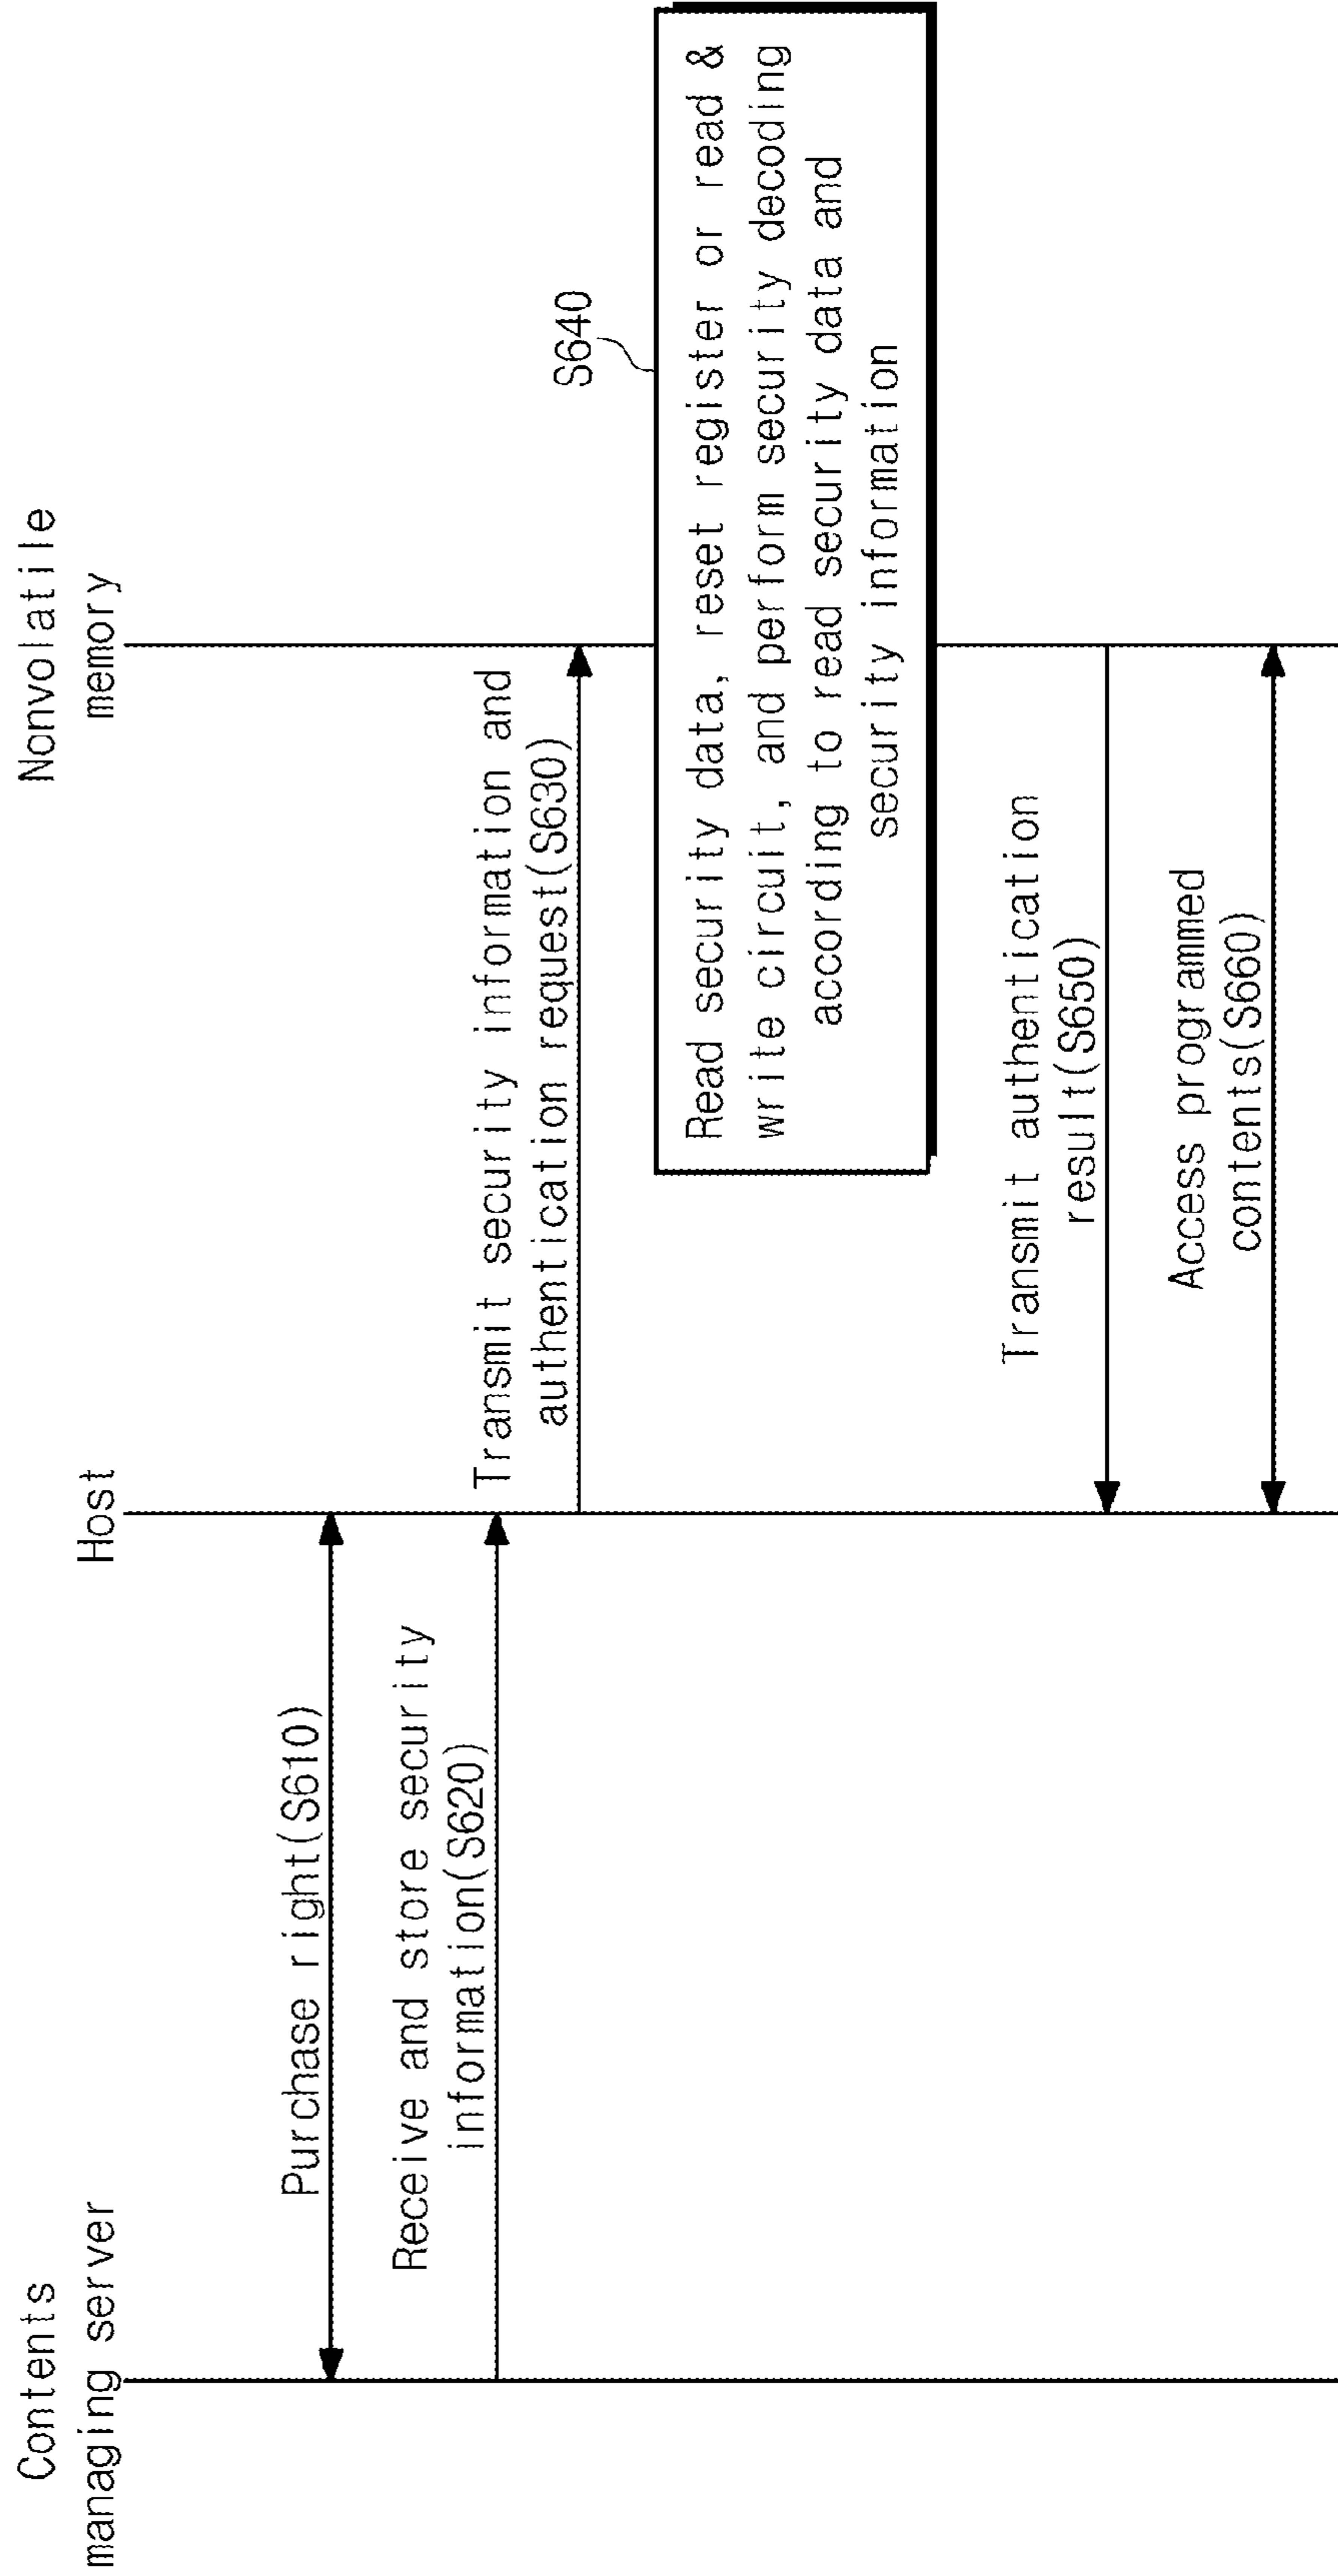 Contents
managing server
Host
Nonvolatile
memory
Purchase right(S610)
Receive and store security
information(S620)
Transmit security information and
authentication request(S630)
S640
Read security data, reset register or read &
write circuit, and perform security decoding
according to read security data and
security information
Transmit authentication
result(S650)
Access programmed
contents(S660)